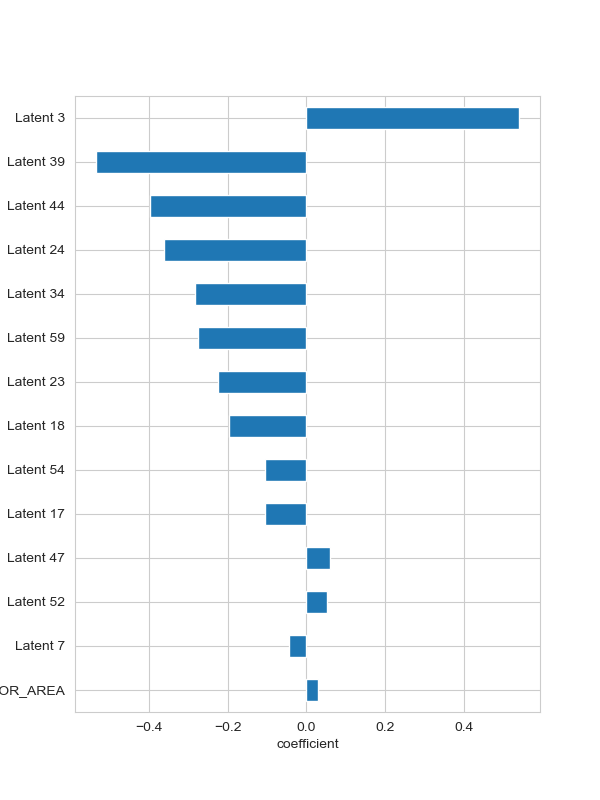 Latent 3
Latent 39
Latent 44
Latent 24
Latent 34
Latent 59
Latent 23
Latent 18
Latent 54
Latent 17
Latent 47
Latent 52
Latent 7
OR_AREA
−0.4 −0.2 0.0 0.2 0.4
coefficient